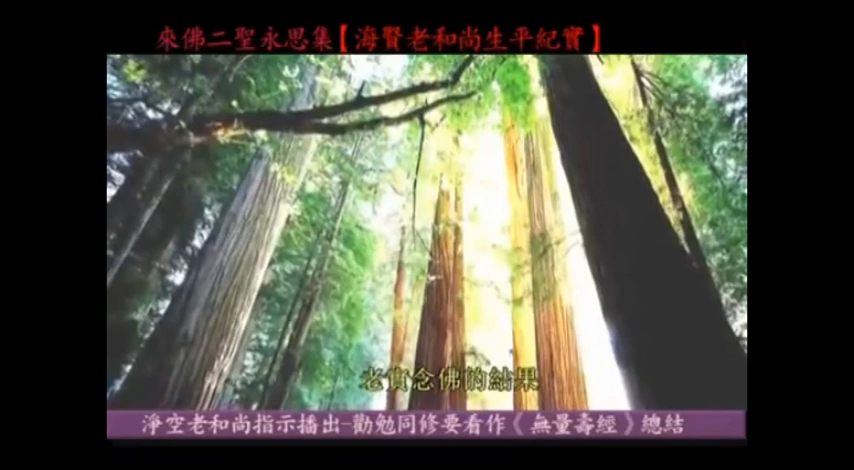 來佛二聖永思集【海賢老和尚生平紀實】
老實念佛的結果
淨空老和尚指示播出-勸勉同修要看作《無量壽經》總結